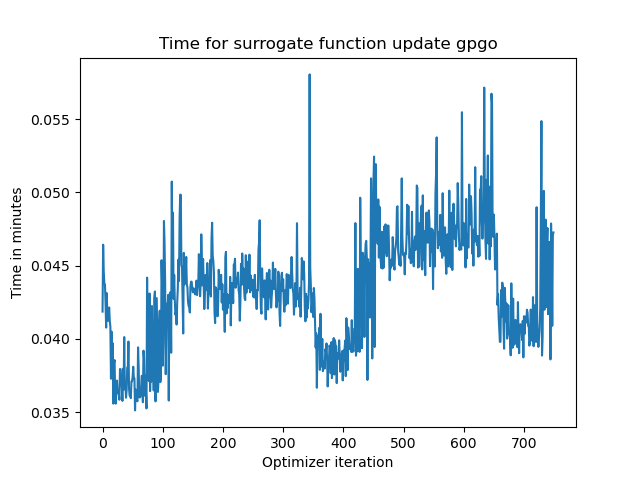 Time for surrogate function update gpgo
0.055
0.050
0.045
0.040
0.035
Time in minutes
0 100 200 300 400 500 600 700
Optimizer iteration